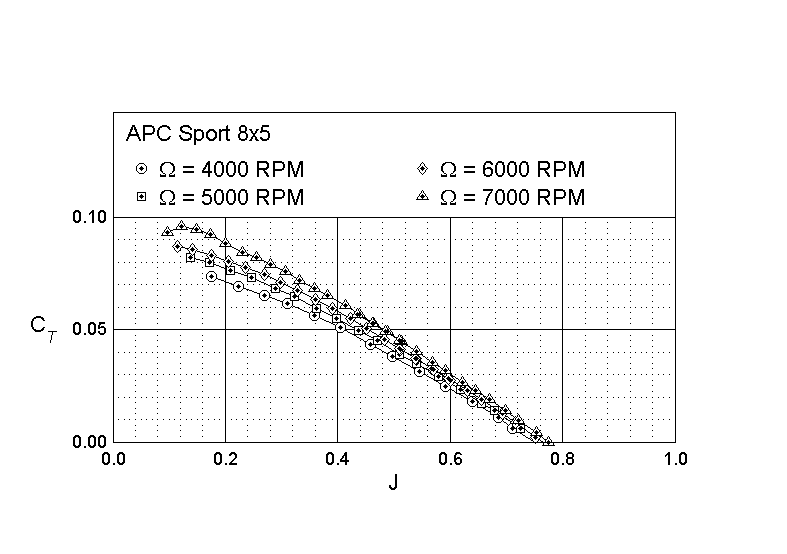 APC Sport 8x5
Ω = 4000 RPM
Ω = 6000 RPM
Ω = 5000 RPM
Ω = 7000 RPM
0.10
C_T
0.05
0.00
0.0 0.2 0.4 0.6 0.8 1.0
J